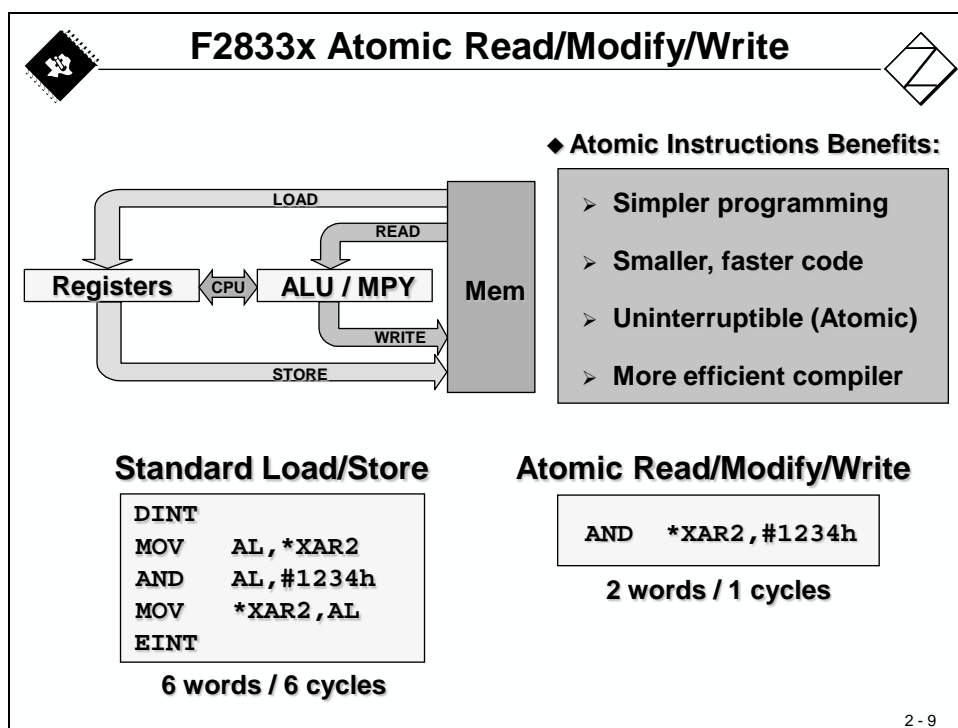 F2833x Atomic Read/Modify/Write
◆ Atomic Instructions Benefits:
LOAD
READ
Registers CPU ALU / MPY Mem
WRITE
STORE
➢ Simpler programming
➢ Smaller, faster code
➢ Uninterruptible (Atomic)
➢ More efficient compiler
Standard Load/Store
DINT
MOV AL,*XAR2
AND AL,#1234h
MOV *XAR2,AL
EINT
6 words / 6 cycles
Atomic Read/Modify/Write
AND *XAR2,#1234h
2 words / 1 cycles
2 - 9